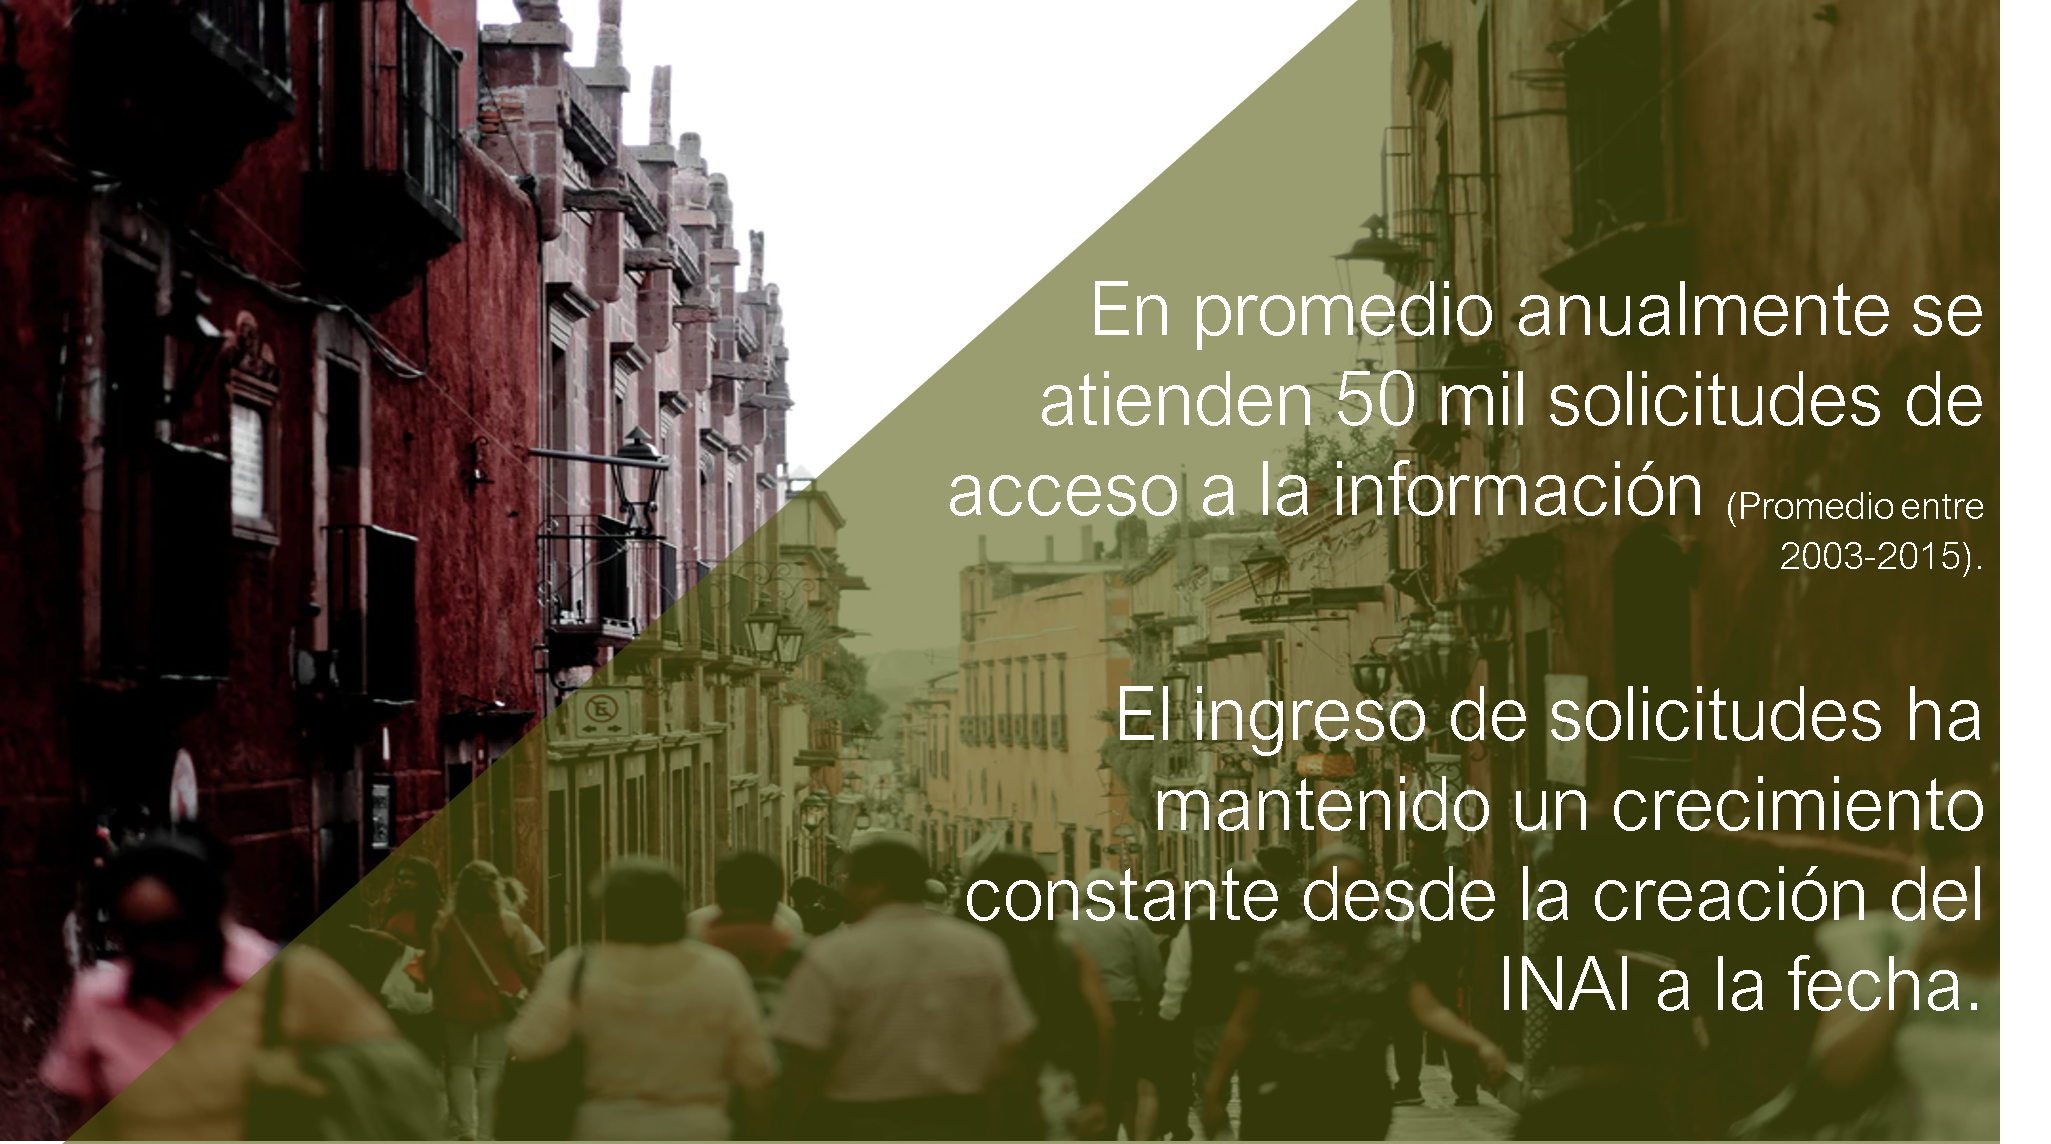 En promedio anualmente se
atienden 50 mil solicitudes de
acceso a la información (Promedio entre
2003-2015).
El ingreso de solicitudes ha
mantenido un crecimiento
constante desde la creación del
INAI a la fecha.
E